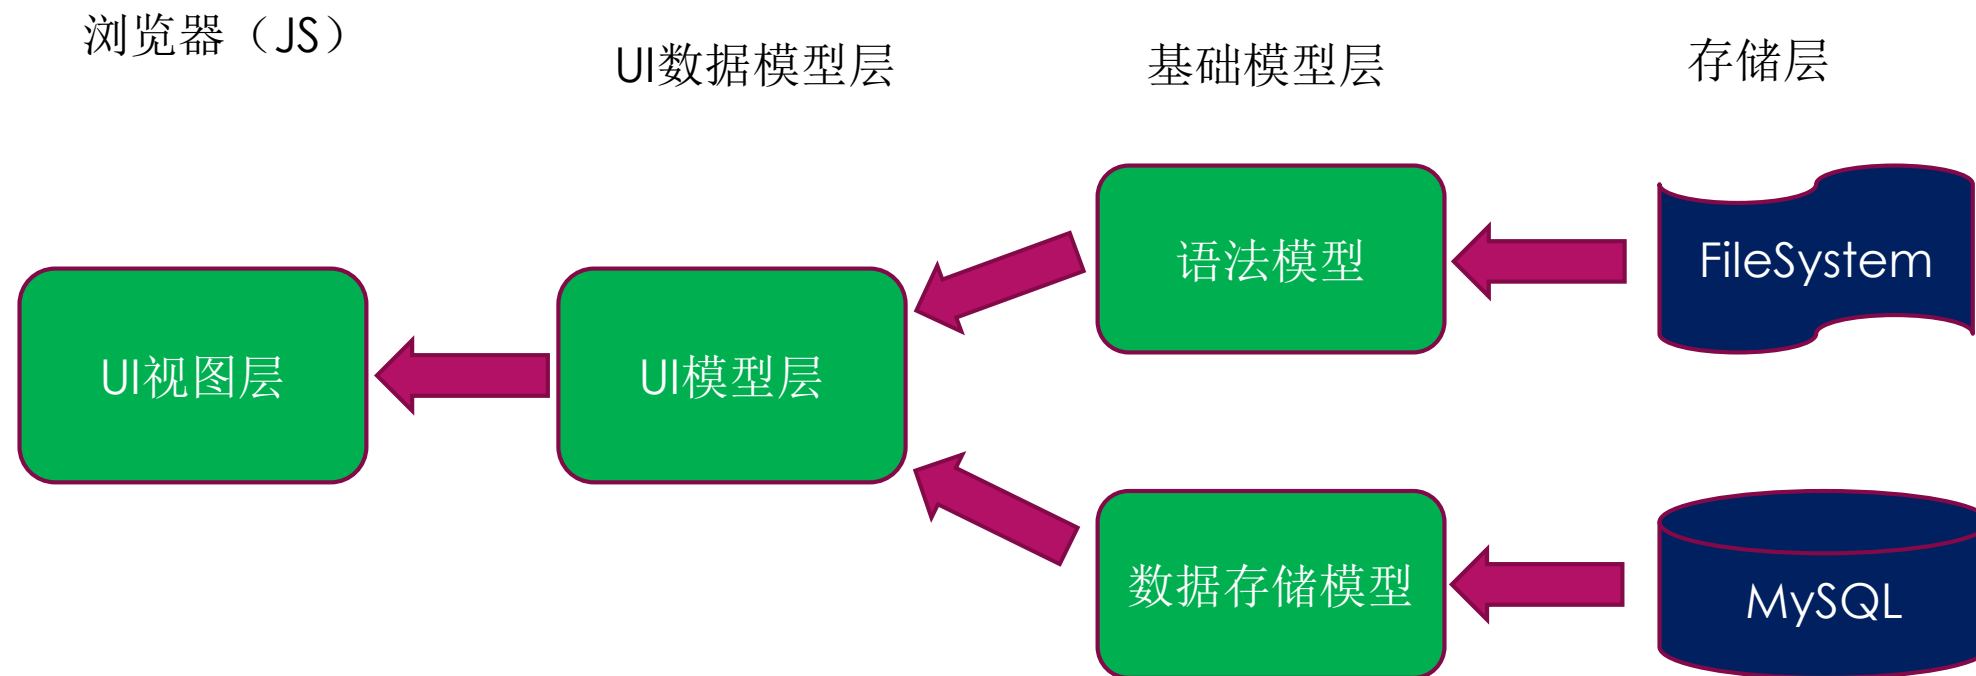 浏览器（JS）
UI数据模型层
基础模型层
存储层
语法模型
FileSystem
UI视图层
UI模型层
数据存储模型
MySQL